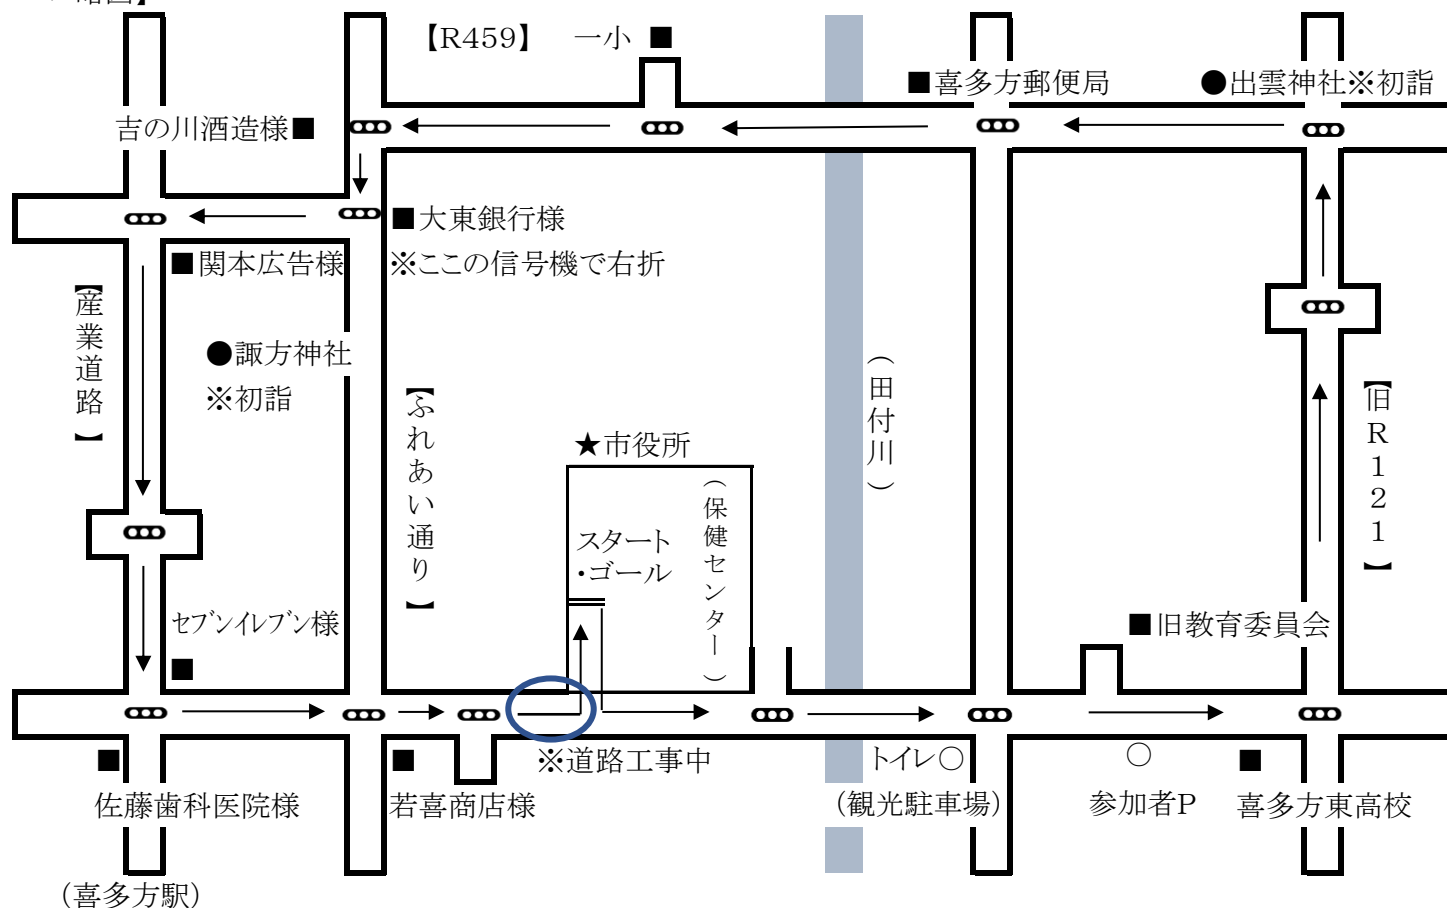 略図】
【R459】 一小 ■
■喜多方郵便局
●出雲神社※初詣
吉の川酒造様■
■大東銀行様
※ここの信号機で右折
■関本広告様
【産業道路】
●諏方神社
※初詣
【ふれあい通り】
(田付川)
【旧R121】
★市役所
(保健センター)
スタート
・ゴール
セブンイレブン様
■
■旧教育委員会
※道路工事中
トイレ○
(観光駐車場)
○
参加者P
■
喜多方東高校
■
佐藤歯科医院様
■
若喜商店様
(喜多方駅)